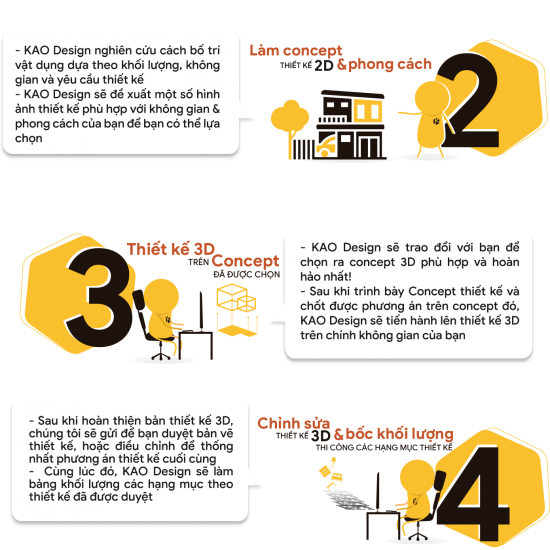 - KAO Design nghiên cứu cách bố trí
vật dụng dựa theo khối lượng, không
gian và yêu cầu thiết kế
- KAO Design sẽ đề xuất một số hình
ảnh thiết kế phù hợp với không gian &
phong cách của bạn để bạn có thể lựa
chọn
Làm concept
THIẾT KẾ 2D & phong cách
2
3
Thiết kế 3D
TRÊN Concept
ĐÃ ĐƯỢC CHỌN
- KAO Design sẽ trao đổi với bạn để
chọn ra concept 3D phù hợp và hoàn
hảo nhất!
- Sau khi trình bày Concept thiết kế và
chốt được phương án trên concept đó,
KAO Design sẽ tiến hành lên thiết kế 3D
trên chính không gian của bạn
- Sau khi hoàn thiện bản thiết kế 3D,
chúng tôi sẽ gửi để bạn duyệt bản vẽ
thiết kế, hoặc điều chỉnh để thống
nhất phương án thiết kế cuối cùng
- Cùng lúc đó, KAO Design sẽ làm
bảng khối lượng các hạng mục theo
thiết kế đã được duyệt
Chỉnh sửa
THIẾT KẾ 3D & bốc khối lượng
THI CÔNG CÁC HẠNG MỤC THIẾT KẾ
4